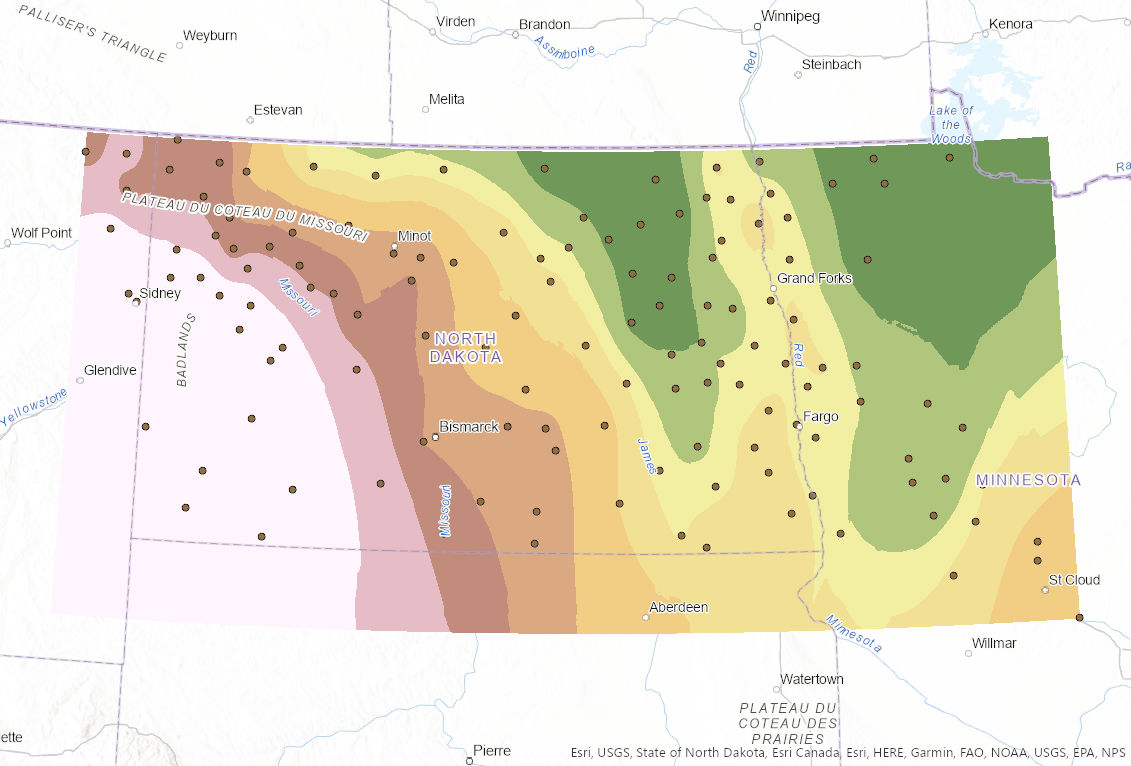 PALLISER'S TRIANGLE
Weyburn
Virden
Brandon
Assiniboine
Winnipeg
Kenora
Red
Steinbach
Estevan
Melita
Lake of
the
Woods
PLATEAU DU COTEAU DU MISSOURI
Wolf Point
Minot
Sidney
Missouri
Grand Forks
BADLANDS
NORTH
DAKOTA
Red
Glendive
Yellowstone
Bismarck
James
Fargo
Missouri
MINNESOTA
St Cloud
Aberdeen
Minnesota
Willmar
Watertown
PLATEAU DU
COTEAU DES
PRAIRIES
ette
Pierre
Ra
Esri, USGS, State of North Dakota, Esri Canada, Esri, HERE, Garmin, FAO, NOAA, USGS, EPA, NPS